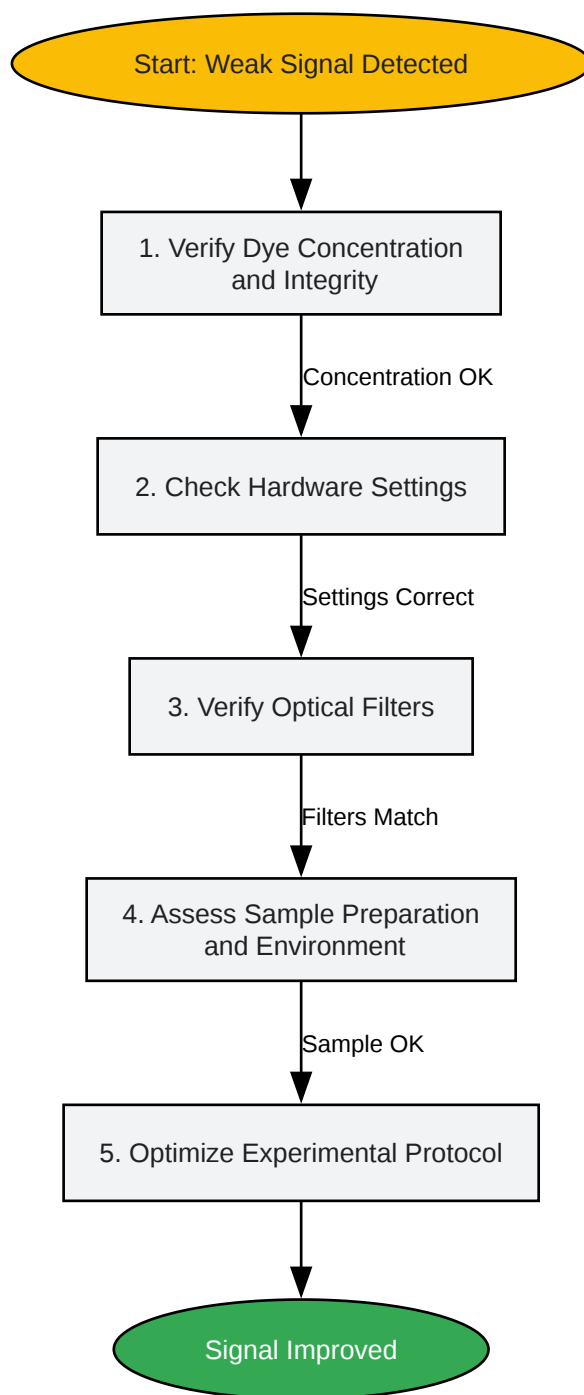 Start: Weak Signal Detected
1. Verify Dye Concentration
and Integrity
Concentration OK
2. Check Hardware Settings
Settings Correct
3. Verify Optical Filters
Filters Match
4. Assess Sample Preparation
and Environment
Sample OK
5. Optimize Experimental Protocol
Signal Improved